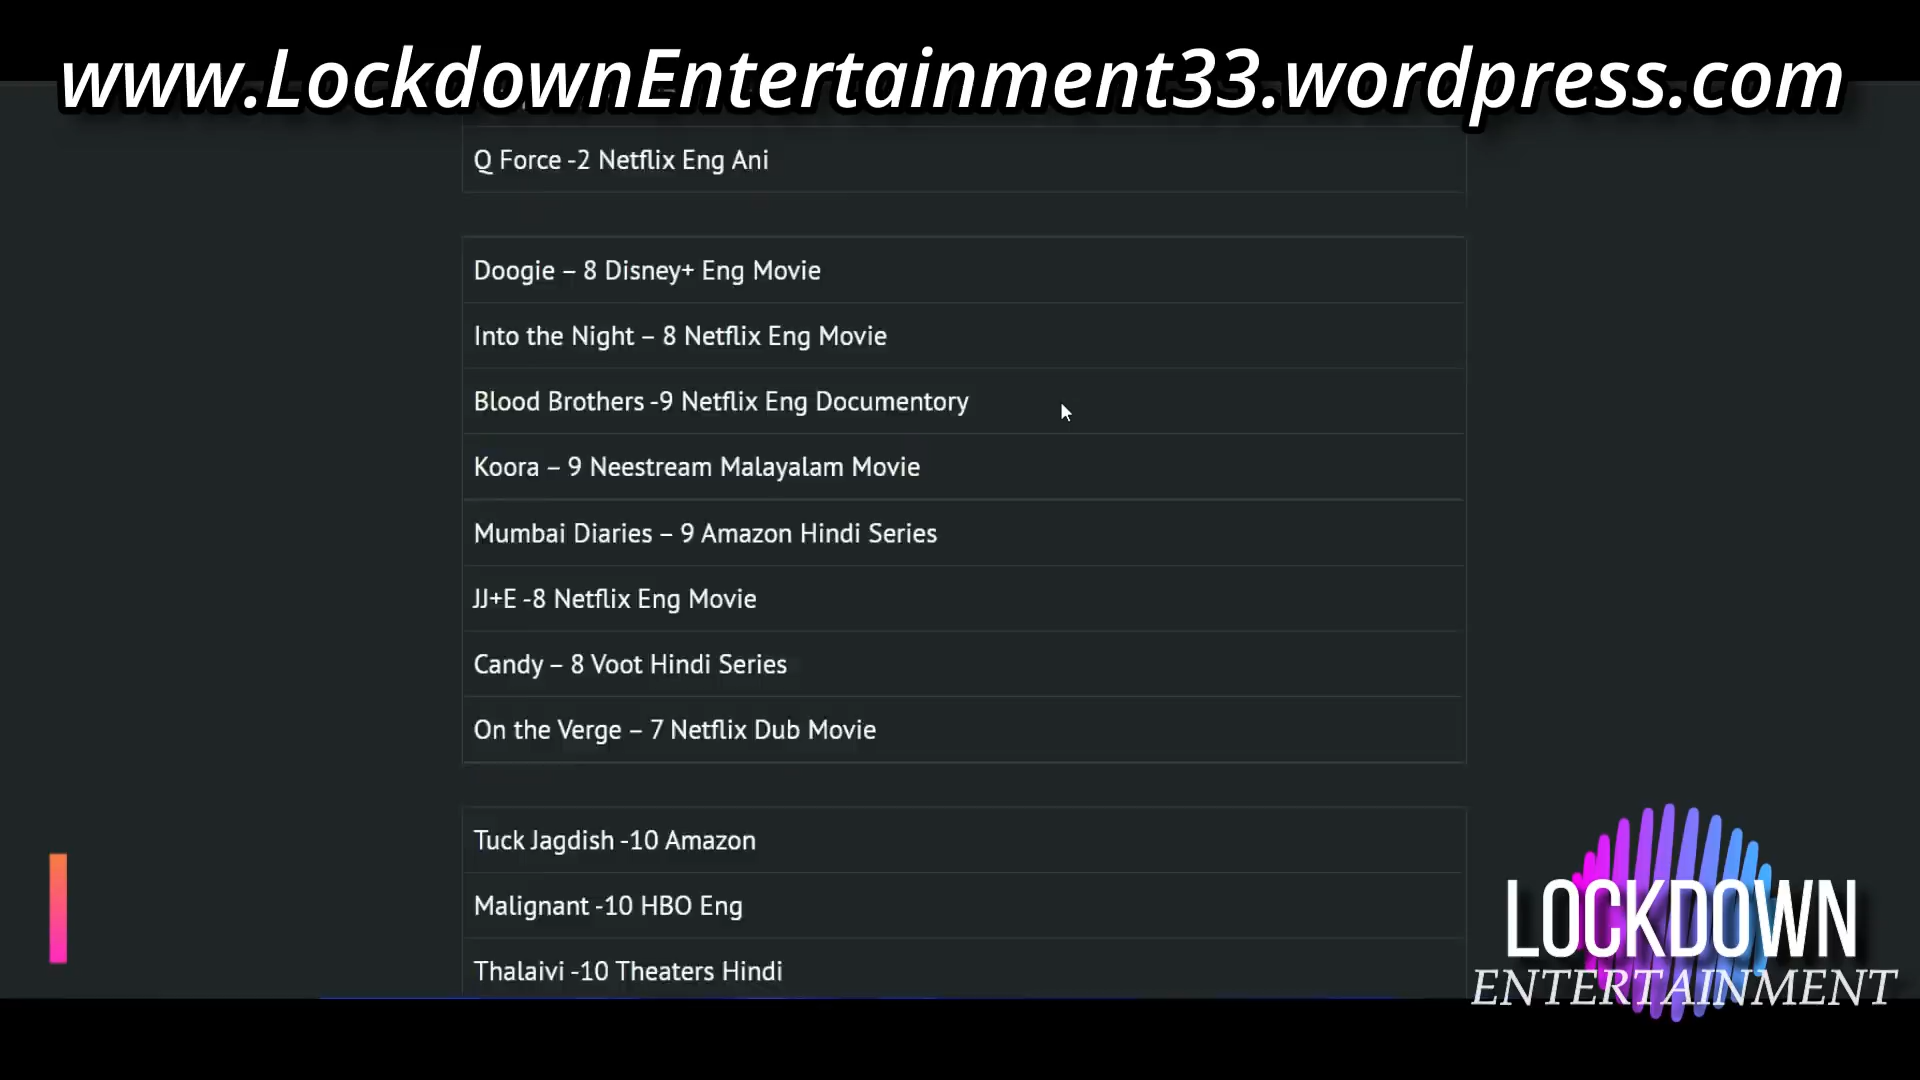 www.LockdownEntertainment33.wordpress.com
Q Force -2 Netflix Eng Ani
Doogie – 8 Disney+ Eng Movie
Into the Night – 8 Netflix Eng Movie
Blood Brothers -9 Netflix Eng Documentory
Koora – 9 Neestream Malayalam Movie
Mumbai Diaries – 9 Amazon Hindi Series
JJ+E -8 Netflix Eng Movie
Candy – 8 Voot Hindi Series
On the Verge – 7 Netflix Dub Movie
Tuck Jagdish -10 Amazon
Malignant -10 HBO Eng
Thalaivi -10 Theaters Hindi
LOCKDOWN
ENTERTAINMENT